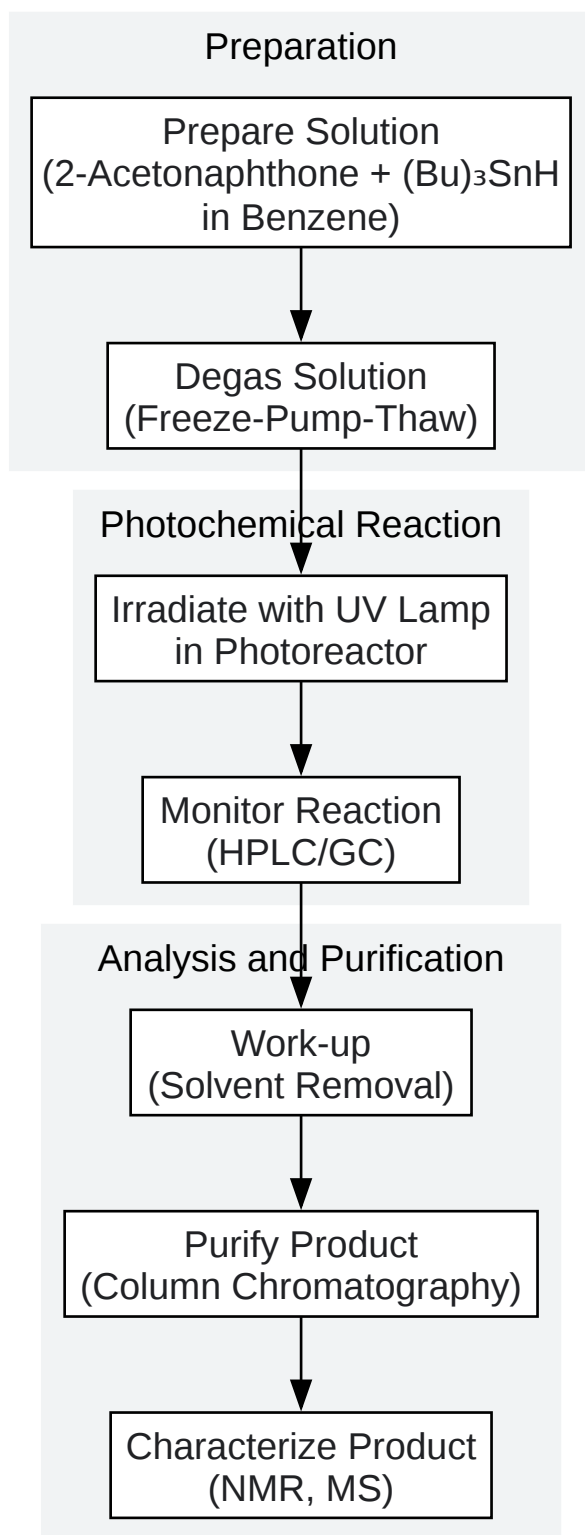 Preparation
Prepare Solution
(2-Acetonaphthone + (Bu)₃SnH
in Benzene)
Degas Solution
(Freeze-Pump-Thaw)
Photochemical Reaction
Irradiate with UV Lamp
in Photoreactor
Monitor Reaction
(HPLC/GC)
Analysis and Purification
Work-up
(Solvent Removal)
Purify Product
(Column Chromatography)
Characterize Product
(NMR, MS)